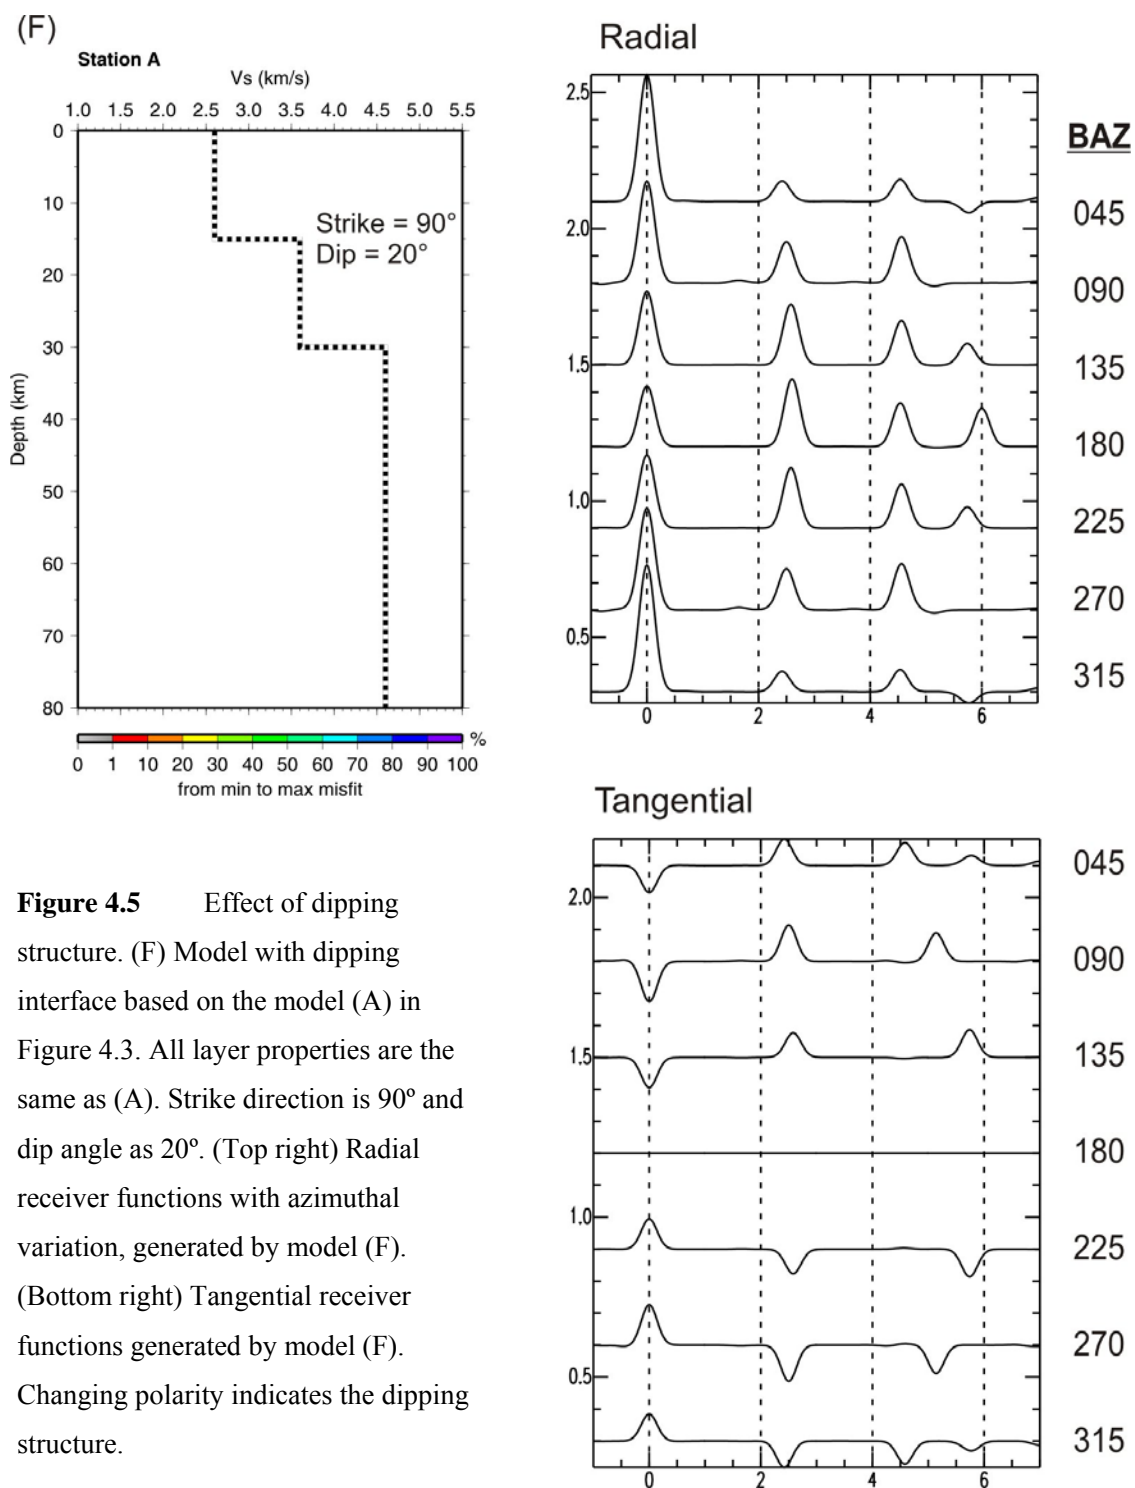 (F)
Station A
Vs (km/s)
1.0 1.5 2.0 2.5 3.0 3.5 4.0 4.5 5.0 5.5
0
10
20
30
40
50
60
70
80
Depth (km)
Strike = 90°
Dip = 20°
%
0 1 10 20 30 40 50 60 70 80 90 100
from min to max misfit
Radial
2.5
2.0
1.5
1.0
0.5
0 2 4 6
BAZ
045
090
135
180
225
270
315
Tangential
2.0
1.5
1.0
0.5
0 2 4 6
045
090
135
180
225
270
315
Figure 4.5 Effect of dipping
structure. (F) Model with dipping
interface based on the model (A) in
Figure 4.3. All layer properties are the
same as (A). Strike direction is 90º and
dip angle as 20º. (Top right) Radial
receiver functions with azimuthal
variation, generated by model (F).
(Bottom right) Tangential receiver
functions generated by model (F).
Changing polarity indicates the dipping
structure.